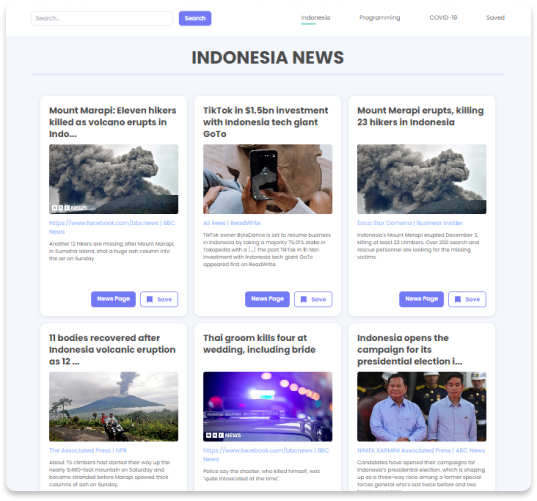 Search...
Search
Indonesia
Programming
COVID-19
Saved
INDONESIA NEWS
Mount Marapi: Eleven hikers
killed as volcano erupts in
Indo...
BBC NEWS
https://www.facebook.com/bbcnews | BBC
News
Another 12 hikers are missing after Mount Marapi,
in Sumatra island, shot a huge ash column into
the air on Sunday
News Page
Save
TikTok in $1.5bn investment
with Indonesia tech giant
GoTo
Ali Rees | ReadWrite
TikTok owner ByteDance is set to resume business
in Indonesia by taking a majority 75.01% stake in
Tokopedia with a […] The post TikTok in $1.5bn
investment with Indonesia tech giant GoTo
appeared first on ReadWrite.
News Page
Save
Mount Merapi erupts, killing
23 hikers in Indonesia
Erica Star Domena | Business Insider
Indonesia's Mount Merapi erupted December 3,
killing at least 23 climbers. Over 200 search and
rescue personnel are looking for the missing
victims.
News Page
Save
11 bodies recovered after
Indonesia volcanic eruption
as 12 ...
The Associated Press | NPR
About 75 climbers had started their way up the
nearly 9,480-foot mountain on Saturday and
became stranded before Marapi spewed thick
columns of ash on Sunday.
Thai groom kills four at
wedding, including bride
BBC NEWS
https://www.facebook.com/bbcnews | BBC
News
Police say the shooter, who killed himself, was
"quite intoxicated at the time".
Indonesia opens the
campaign for its
presidential election i...
NINIEK KARMINI Associated Press | ABC News
Candidates have opened their campaigns for
Indonesia's presidential election, which is shaping
up as a three-way race among a former special
forces general who's lost twice before and two